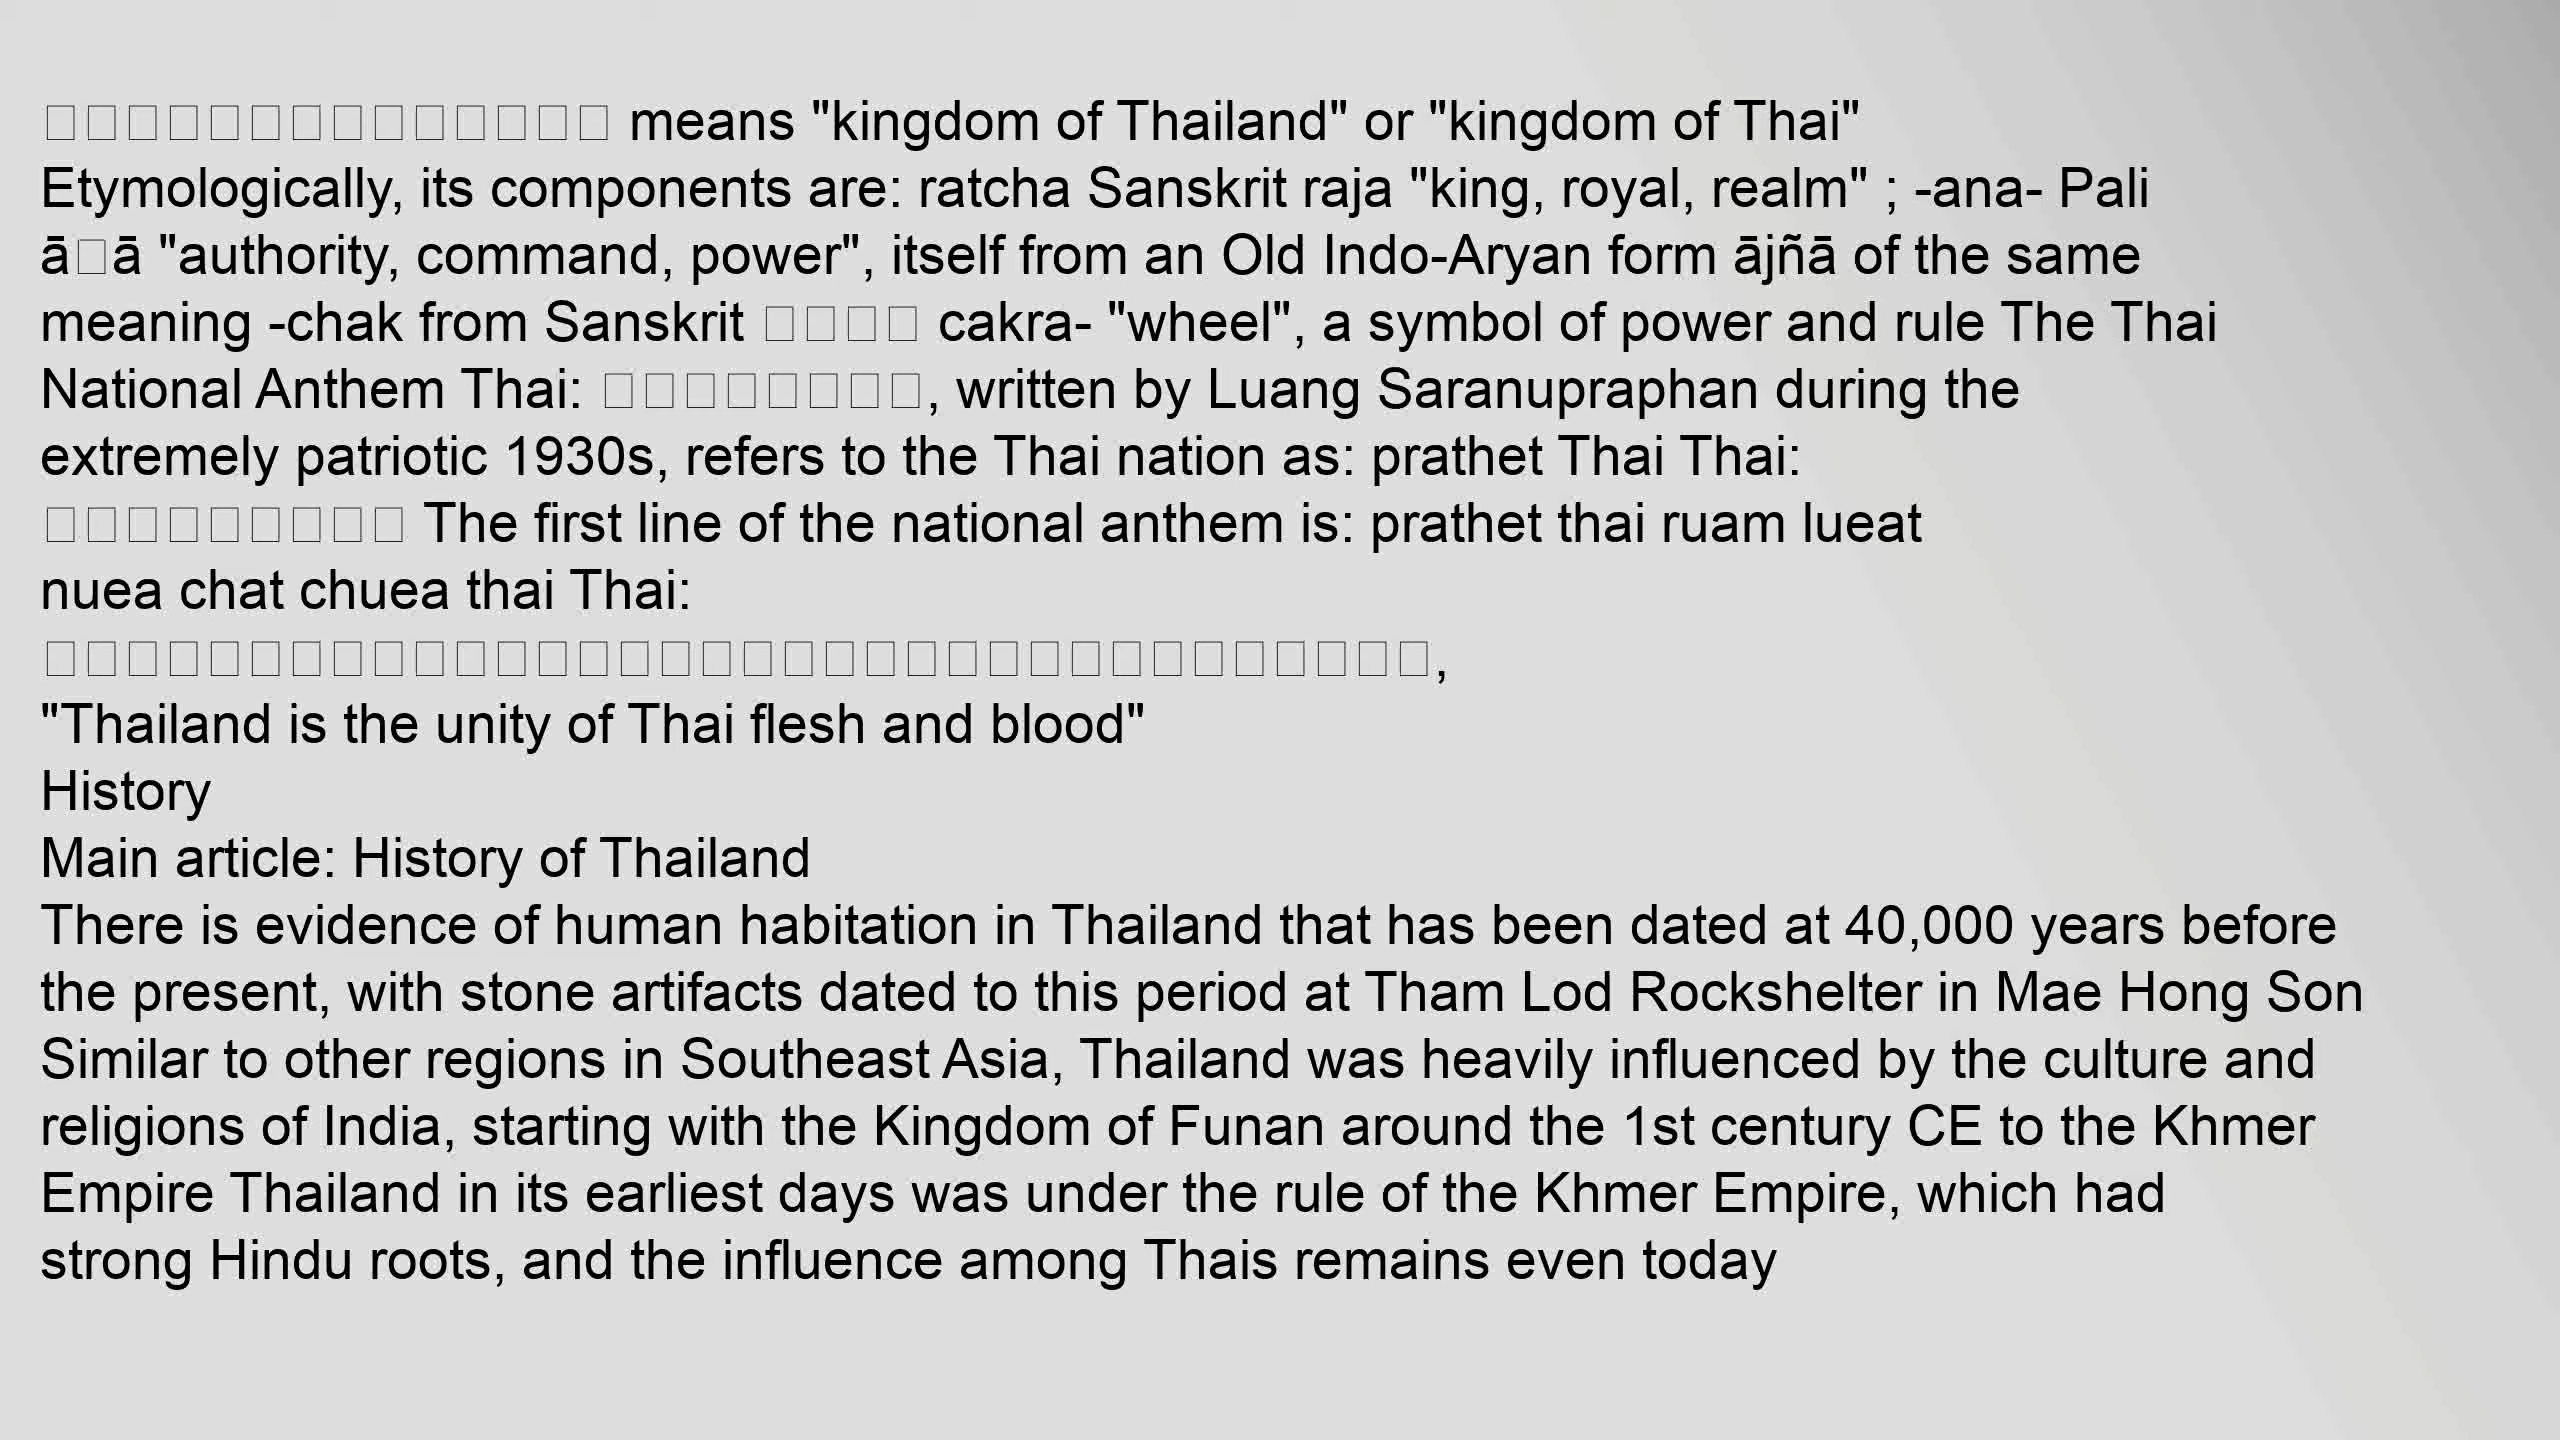 means "kingdom of Thailand" or "kingdom of Thai"
Etymologically, its components are: ratcha Sanskrit raja "king, royal, realm" ; -ana- Pali
ā□ā "authority, command, power", itself from an Old Indo-Aryan form ājñā of the same
meaning -chak from Sanskrit □□□□ cakra- "wheel", a symbol of power and rule The Thai
National Anthem Thai: □□□□□□□□, written by Luang Saranupraphan during the
extremely patriotic 1930s, refers to the Thai nation as: prathet Thai Thai:
□□□□□□□□□ The first line of the national anthem is: prathet thai ruam lueat
nuea chat chuea thai Thai:
□□□□□□□□□□□□□□□□□□□□□□□□□□□□□□□□□□,
"Thailand is the unity of Thai flesh and blood"
History
Main article: History of Thailand
There is evidence of human habitation in Thailand that has been dated at 40,000 years before
the present, with stone artifacts dated to this period at Tham Lod Rockshelter in Mae Hong Son
Similar to other regions in Southeast Asia, Thailand was heavily influenced by the culture and
religions of India, starting with the Kingdom of Funan around the 1st century CE to the Khmer
Empire Thailand in its earliest days was under the rule of the Khmer Empire, which had
strong Hindu roots, and the influence among Thais remains even today